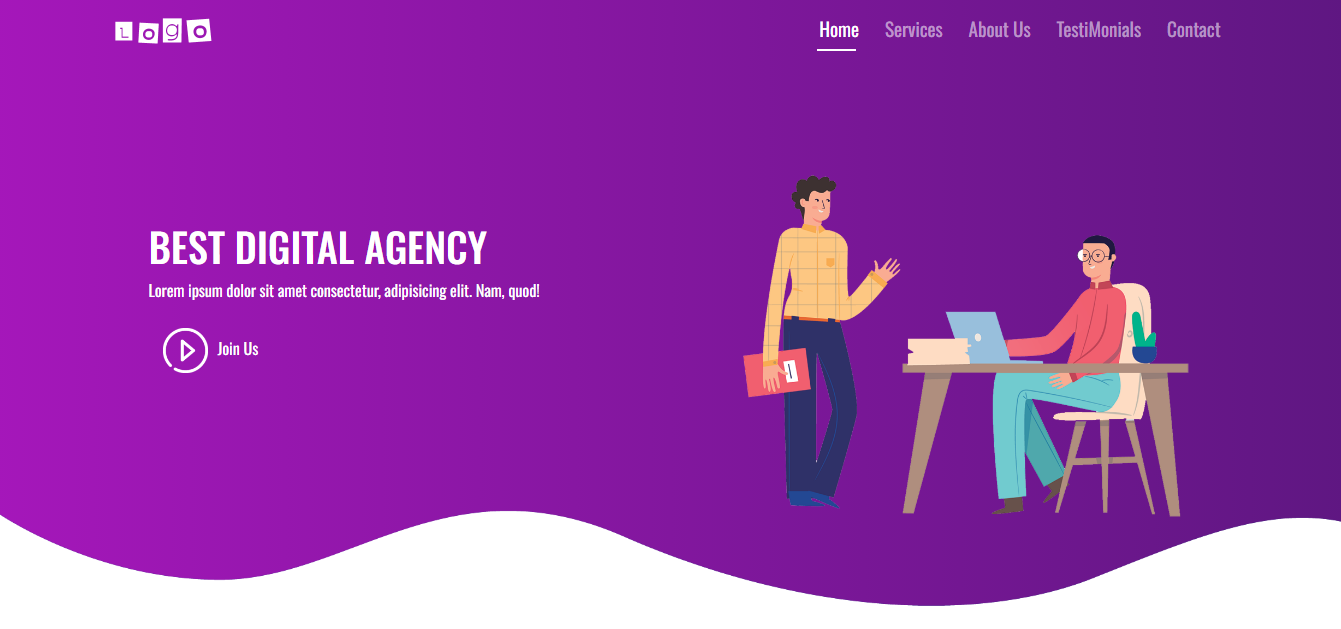 Logo
Home Services About Us TestiMonials Contact
BEST DIGITAL AGENCY
Lorem ipsum dolor sit amet consectetur, adipisicing elit. Nam, quod!
Join Us